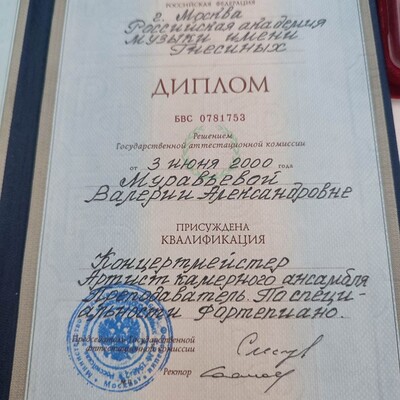 РОССИЙСКАЯ ФЕДЕРАЦИЯ
г. Москва
Российская академия
музыки имени
Гнесиных
ДИПЛОМ
БВС 0781753
Решением
Государственной аттестационной комиссии
от 3 июня 2000 года
Муравьевой
Валерии Александровне
ПРИСУЖДЕНА
КВАЛИФИКАЦИЯ
Концертмейстер
Артист камерного ансамбля
Преподаватель. По специ-
альности Фортепиано.
Председатель Государственной
аттестационной комиссии
Ректор